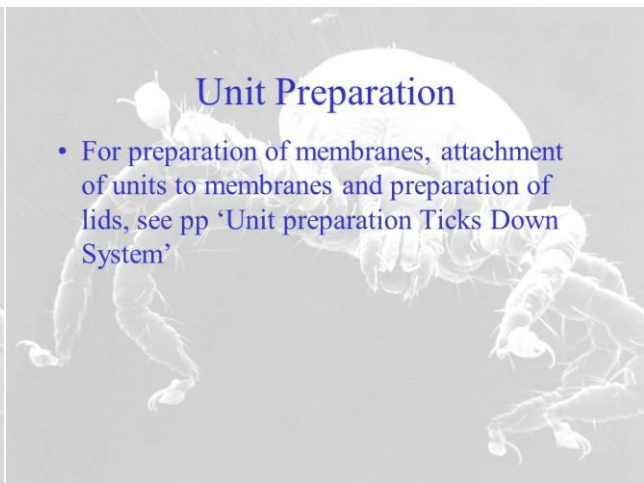 Unit Preparation
• For preparation of membranes, attachment
of units to membranes and preparation of
lids, see pp ‘Unit preparation Ticks Down
System’